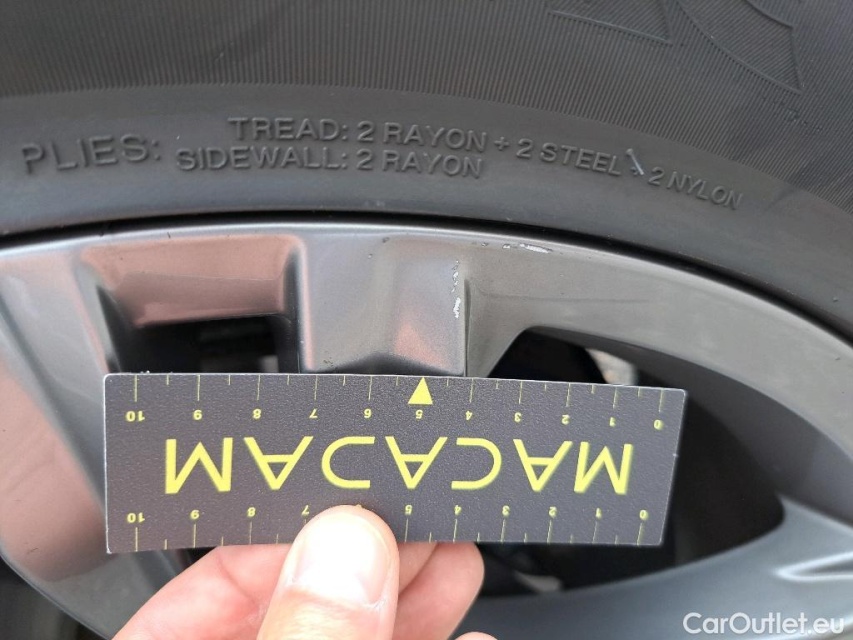 PLIES: TREAD: 2 RAYON + 2 STEEL + 2 NYLON
SIDEWALL: 2 RAYON
10 9 8 7 6 5 4 3 2 1 0
MACADAM
10 9 8 7 5 4 3 2 1 0
CarOutlet.eu